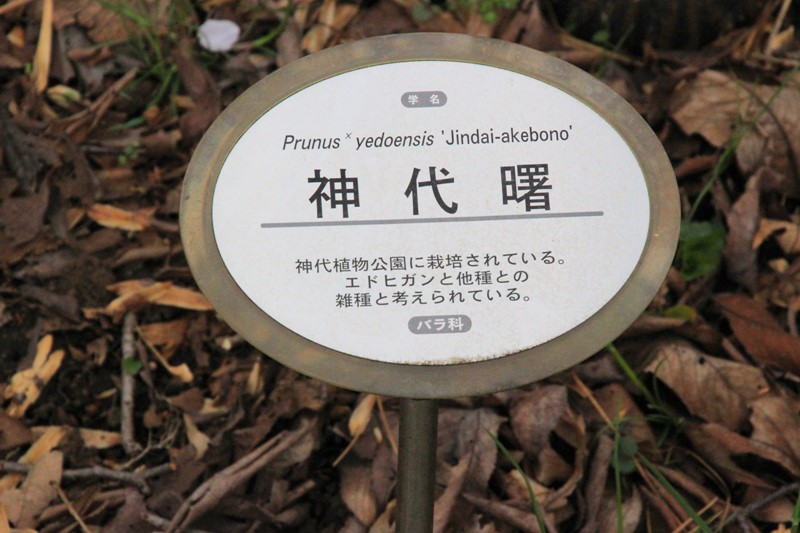 学名
Prunus × yedoensis 'Jindai-akebono'
神代曙
神代植物公園に栽培されている。
エドヒガンと他種との
雑種と考えられている。
バラ科